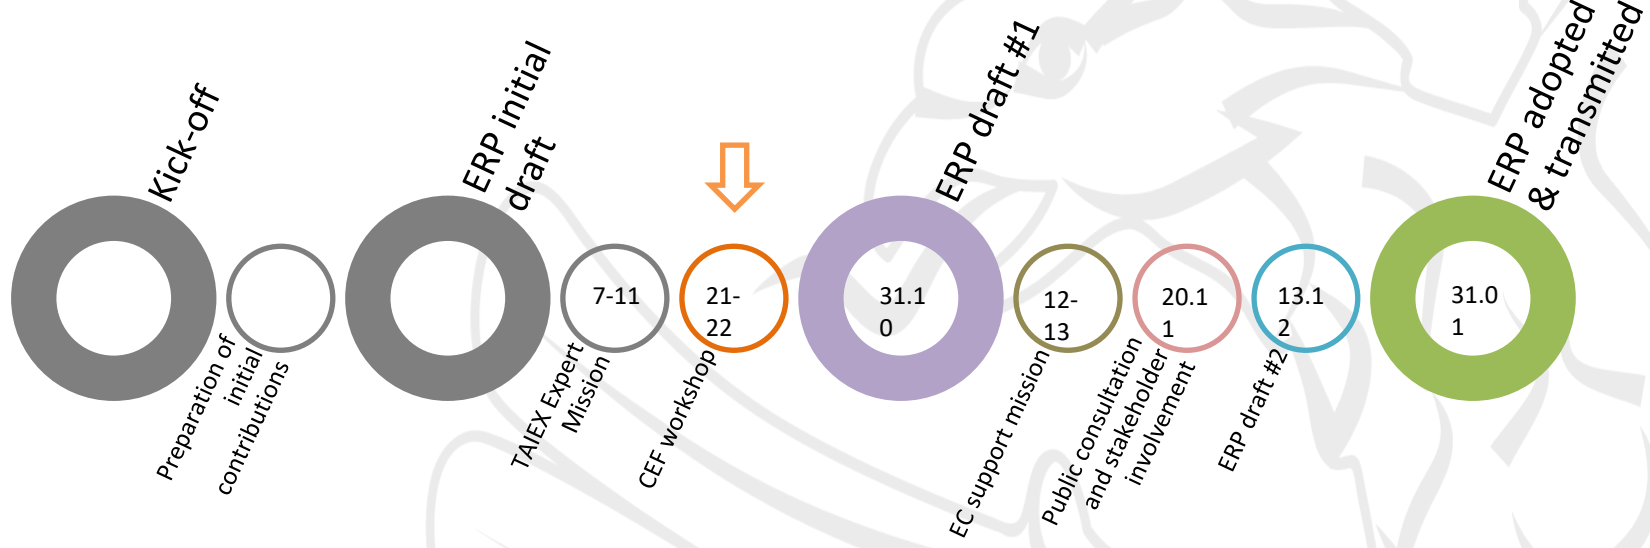 Kick-off
Preparation of
initial
contributions
ERP initial
draft
7-11
TAIEX Expert
Mission
21-
22
CEF workshop
31.1
0
ERP draft #1
12-
13
EC support mission
20.1
1
Public consultation
and stakeholder
involvement
13.1
2
ERP draft #2
31.0
1
ERP adopted
& transmitted